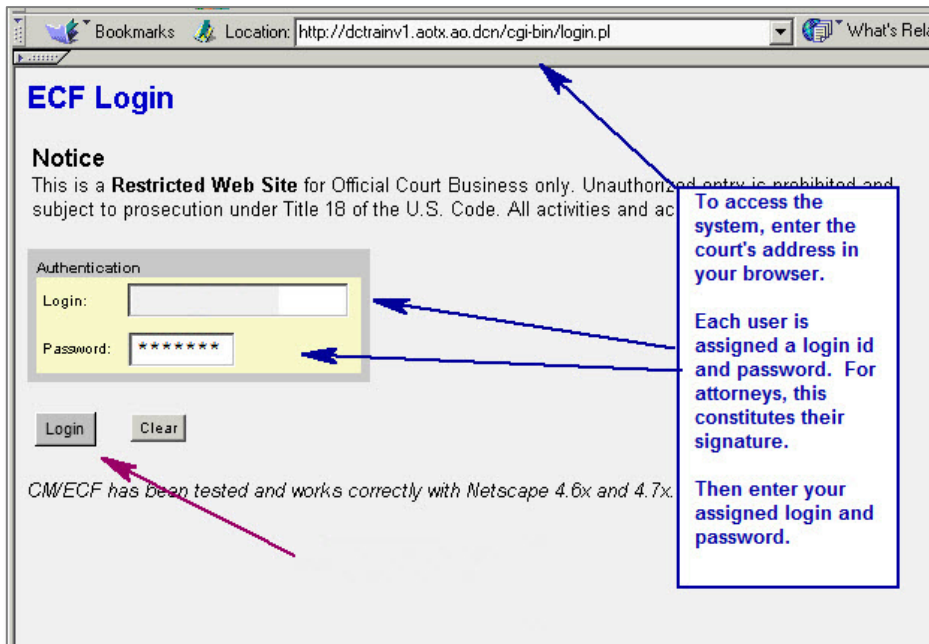 Bookmarks Location: http://dctrainv1.aotx.ao.dcn/cgi-bin/login.pl What's Rela
ECF Login
Notice
This is a Restricted Web Site for Official Court Business only. Unauthorized entry is prohibited and
subject to prosecution under Title 18 of the U.S. Code. All activities and ac
Authentication
Login:
Password: *******
Login Clear
CM/ECF has been tested and works correctly with Netscape 4.6x and 4.7x.
To access the
system, enter the
court's address in
your browser.
Each user is
assigned a login id
and password. For
attorneys, this
constitutes their
signature.
Then enter your
assigned login and
password.